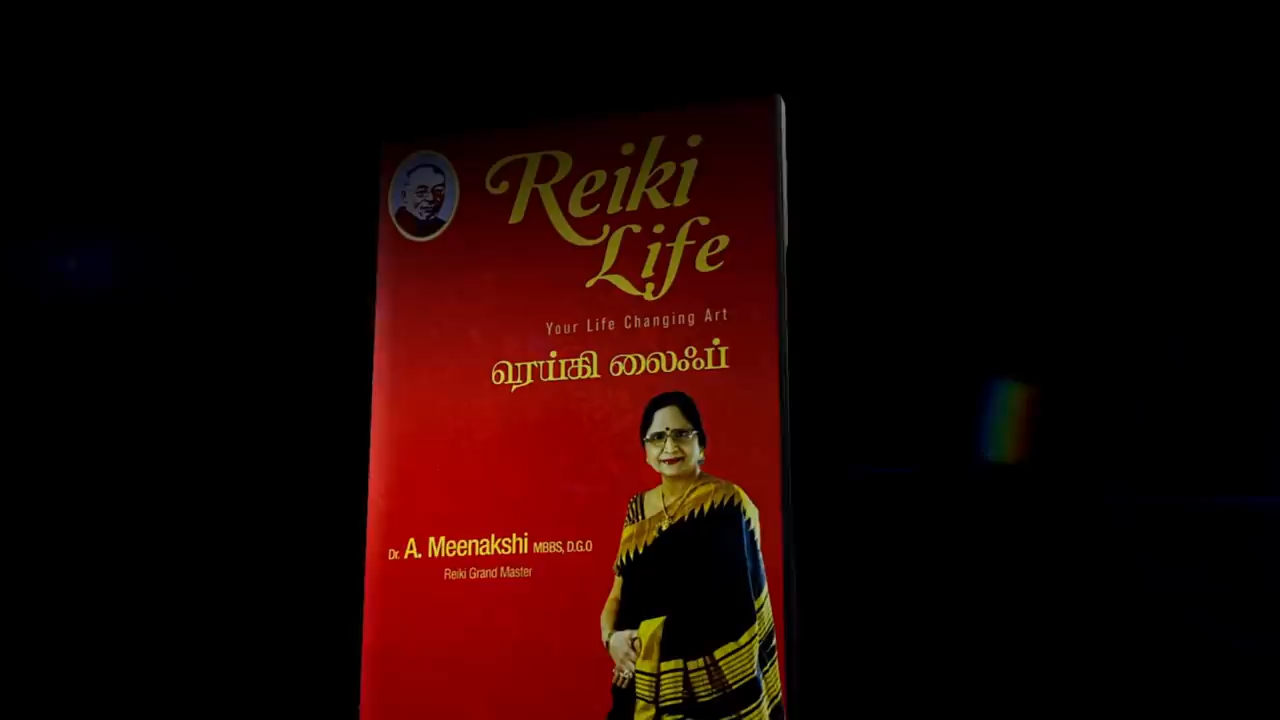 Reiki
Life
Your Life Changing Art
ரெய்கி லைஃப்
Dr. A. Meenakshi MBBS, D.G.O
Reiki Grand Master